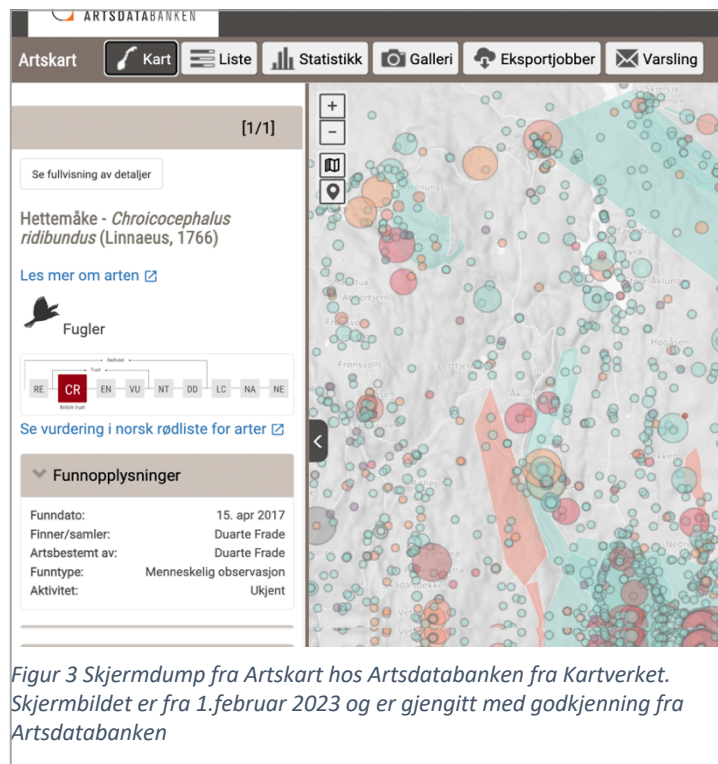 ARTSDATABANKEN
Artskart
Kart
Liste
Statistikk
Galleri
Eksportjobber
Varsling
[1/1]
Se fullvisning av detaljer
Hettemåke - Chroicocephalus
ridibundus (Linnaeus, 1766)
Les mer om arten
Fugler
Rødlistet
Truet
RE CR EN VU NT DD LC NA NE
Kritisk truet
Se vurdering i norsk rødliste for arter
Funnopplysninger
Funndato: 15. apr 2017
Finner/samler: Duarte Frade
Artsbestemt av: Duarte Frade
Funntype: Menneskelig observasjon
Aktivitet: Ukjent
+
−
Høgåsen
Frønsvolls
Figur 3 Skjermdump fra Artskart hos Artsdatabanken fra Kartverket.
Skjermbildet er fra 1.februar 2023 og er gjengitt med godkjenning fra
Artsdatabanken